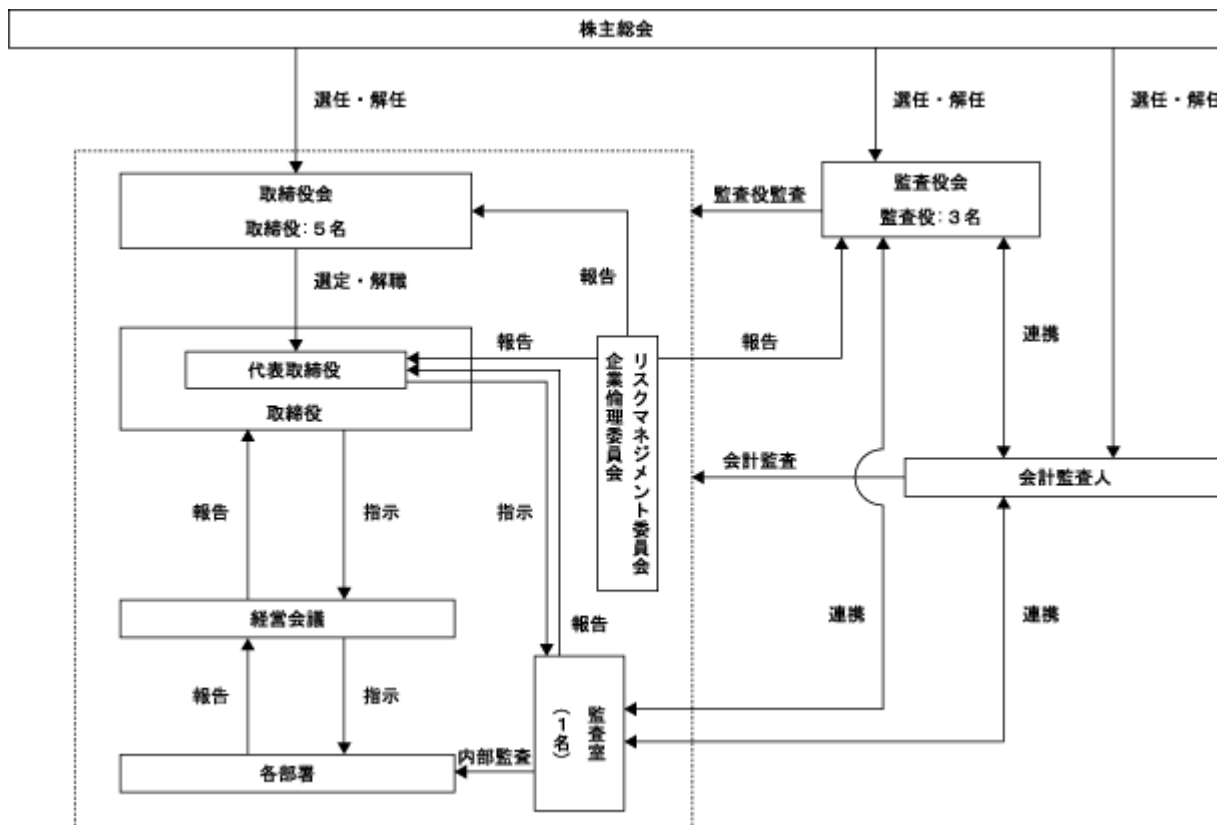 株主総会
選任・解任
選任・解任
選任・解任
取締役会
取締役：5名
監査役監査
監査役会
監査役：3名
選定・解職
報告
報告
報告
連携
代表取締役
取締役
リスクマネジメント委員会
企業倫理委員会
会計監査
会計監査人
報告
指示
指示
経営会議
報告
連携
連携
報告
指示
監査室
（1名）
内部監査
各部署